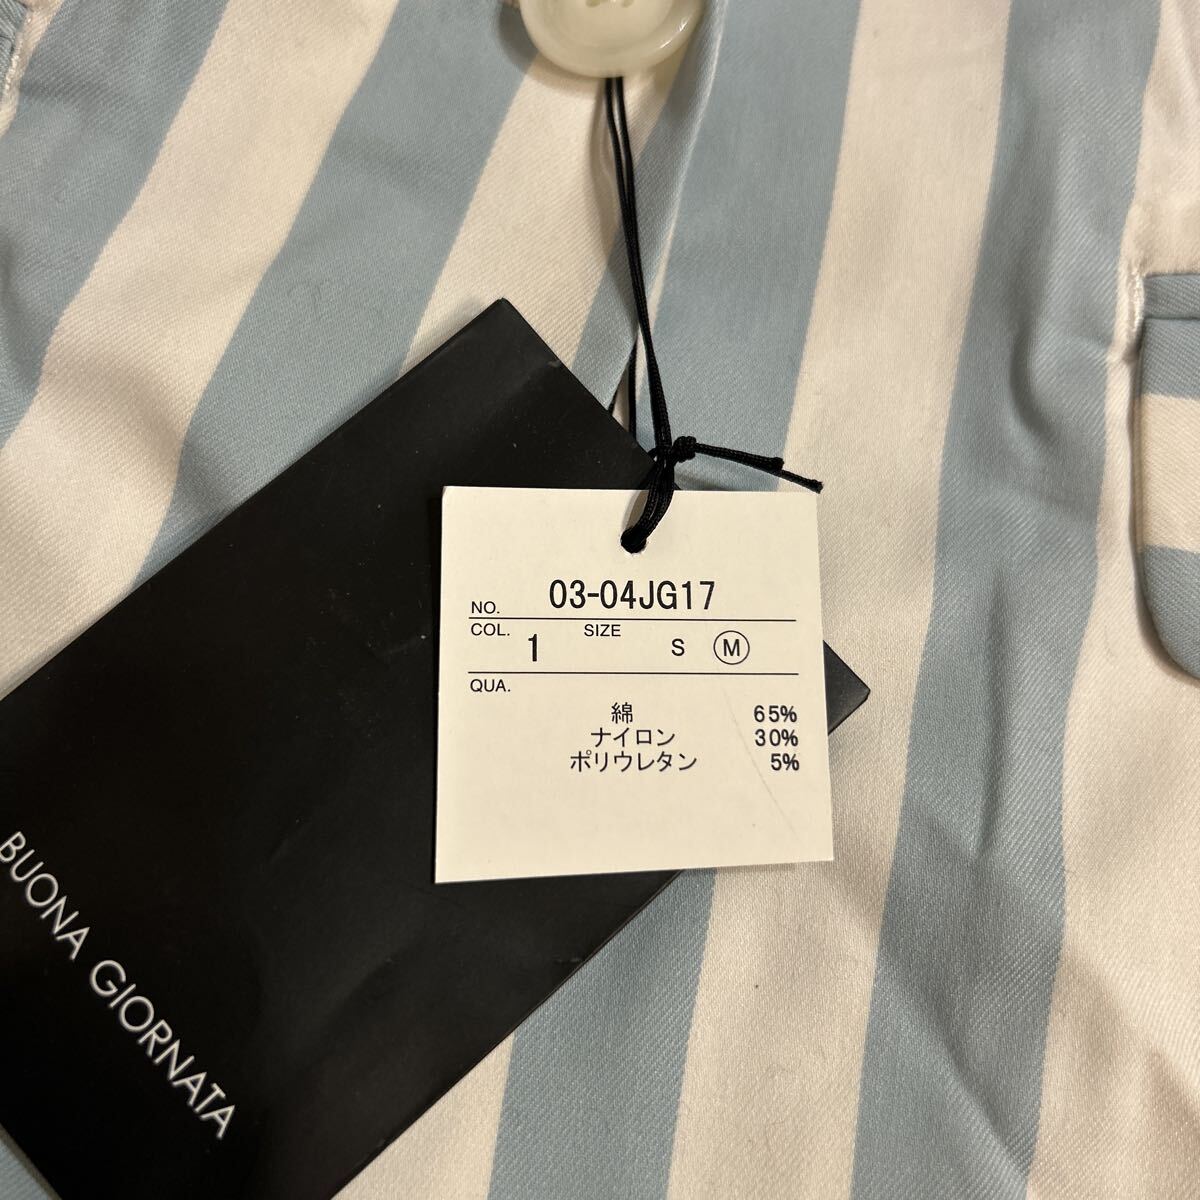 NO. 03-04JG17
COL. 1 SIZE S M
QUA.
綿 65%
ナイロン 30%
ポリウレタン 5%
BUONA GIORNATA